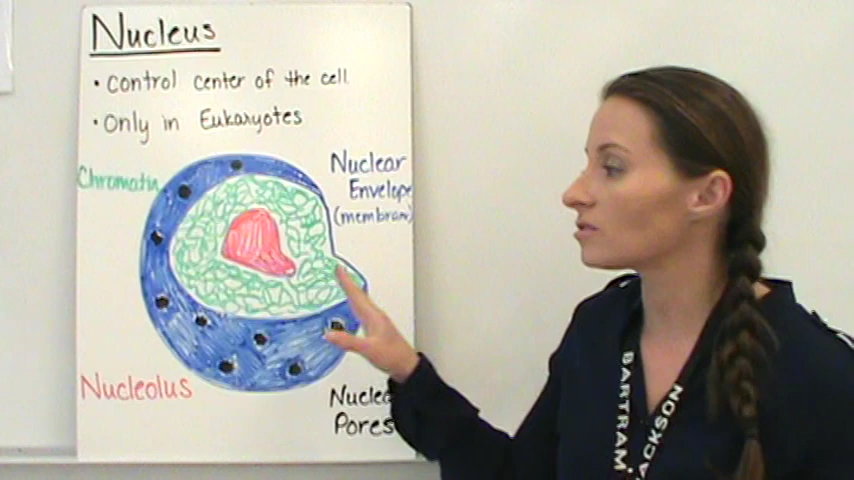 Nucleus
• Control center of the cell
• Only in Eukaryotes
Chromatin
Nuclear
Envelope
(membrane)
Nucleolus
Nuclear
Pores
BARTRAM
JACKSON